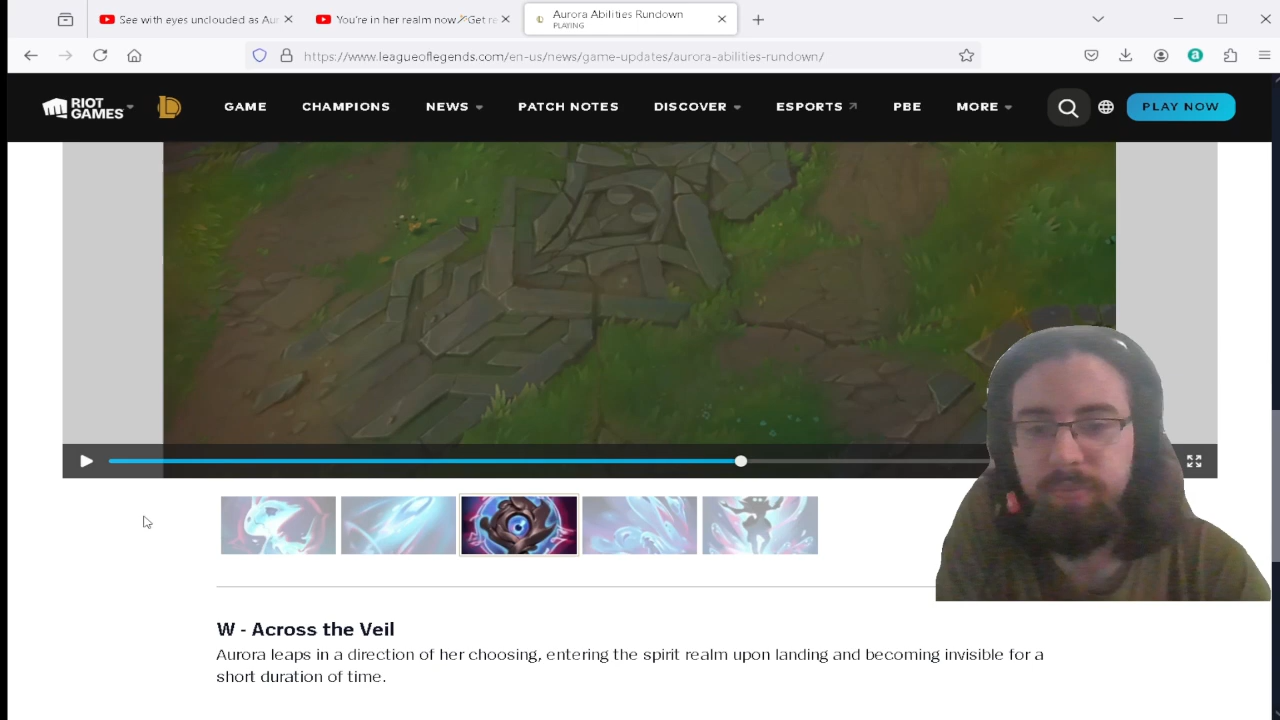 See with eyes unclouded as Au
You're in her realm now🪄Get re
Aurora Abilities Rundown
PLAYING
https://www.leagueoflegends.com/en-us/news/game-updates/aurora-abilities-rundown/
RIOT GAMES
GAME
CHAMPIONS
NEWS
PATCH NOTES
DISCOVER
ESPORTS
PBE
MORE
PLAY NOW
W - Across the Veil
Aurora leaps in a direction of her choosing, entering the spirit realm upon landing and becoming invisible for a
short duration of time.